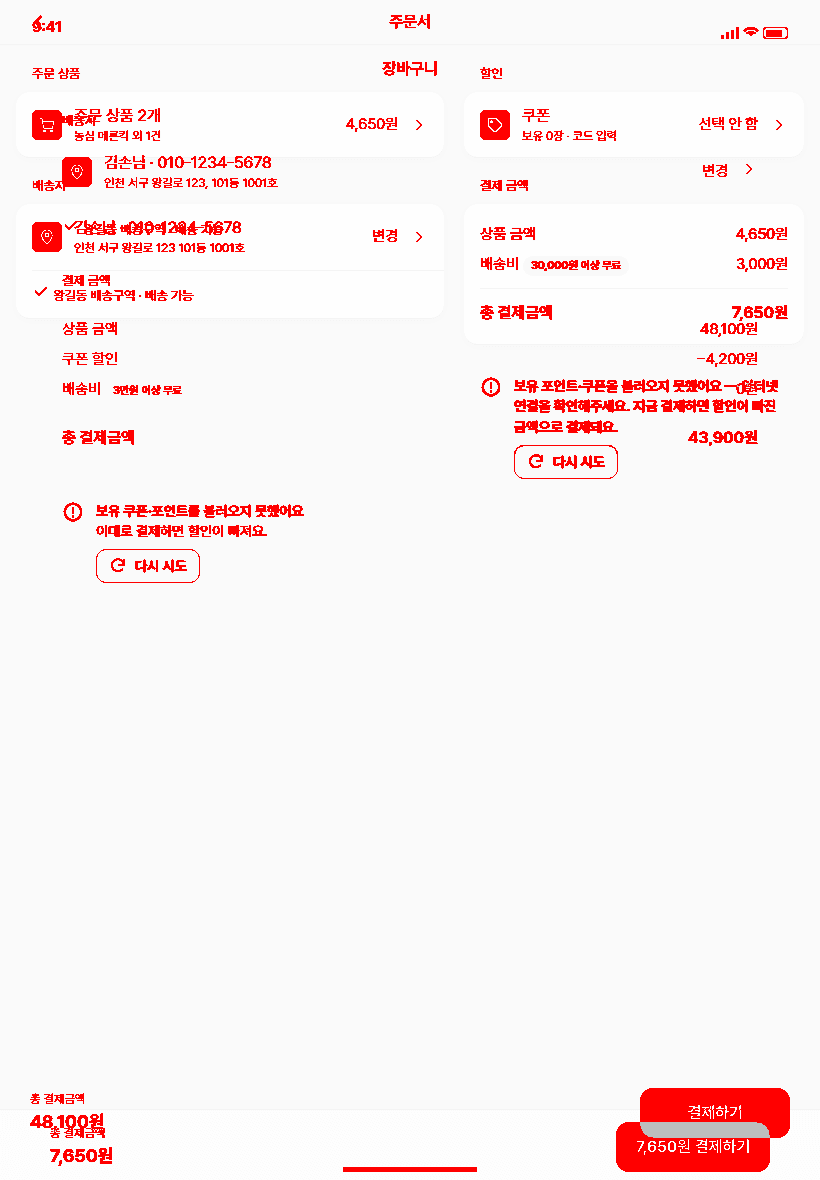 9:41
주문서
장바구니
주문 상품
할인
주문 상품 2개
농심 메론킥 외 1건
4,650원
쿠폰
보유 0장 · 코드 입력
선택 안 함
배송지
김손님 · 010-1234-5678
인천 서구 왕길로 123, 101동 1001호
변경
배송지
결제 금액
김손님 · 010-1234-5678
인천 서구 왕길로 123 101동 1001호
변경
상품 금액
4,650원
배송비
30,000원 이상 무료
3,000원
결제 금액
왕길동 배송구역 · 배송 가능
총 결제금액
7,650원
상품 금액
48,100원
쿠폰 할인
−4,200원
배송비
3만원 이상 무료
보유 포인트·쿠폰을 불러오지 못했어요 — 인터넷
연결을 확인해주세요. 지금 결제하면 할인이 빠진
금액으로 결제돼요.
총 결제금액
43,900원
다시 시도
보유 쿠폰·포인트를 불러오지 못했어요
이대로 결제하면 할인이 빠져요.
다시 시도
총 결제금액
48,100원
결제하기
총 결제금액
7,650원
7,650원 결제하기